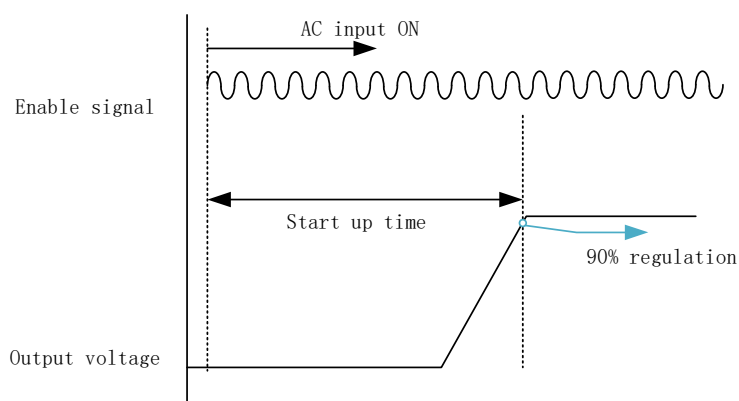 AC input ON
Enable signal
Start up time
90% regulation
Output voltage